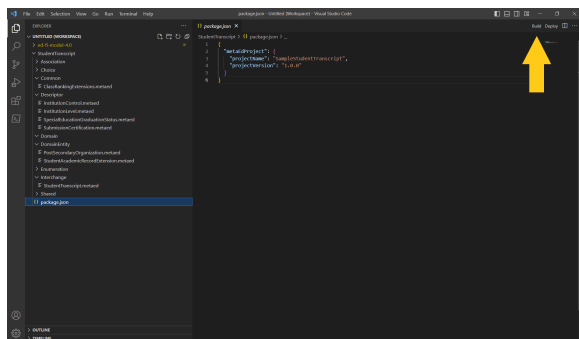 File Edit Selection View Go Run Terminal Help
package.json - Untitled (Workspace) - Visual Studio Code
EXPLORER
UNTITLED (WORKSPACE)
ed-fi-model-4.0
StudentTranscript
Association
Choice
Common
ClassRankingExtensions.metaed
Descriptor
InstitutionControl.metaed
InstitutionLevel.metaed
SpecialEducationGraduationStatus.metaed
SubmissionCertification.metaed
Domain
DomainEntity
PostSecondaryOrganization.metaed
StudentAcademicRecordExtension.metaed
Enumeration
Interchange
StudentTranscript.metaed
Shared
{} package.json
OUTLINE
TIMELINE
{} package.json ×
Build Deploy
StudentTranscript > {} package.json > ...
1 {
2 "metaEdProject": {
3 "projectName": "SampleStudentTranscript",
4 "projectVersion": "1.0.0"
5 }
6 }